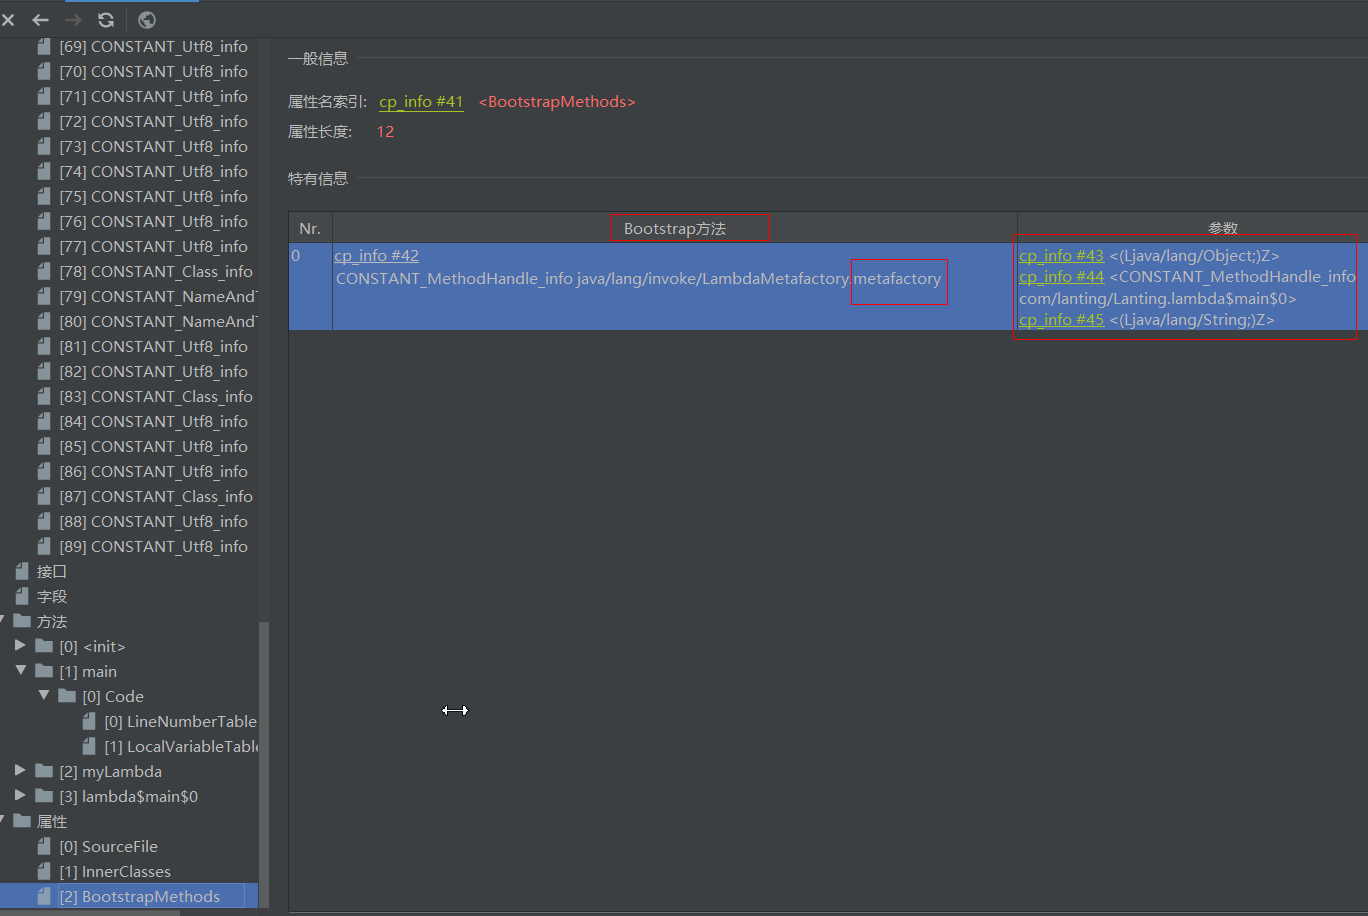 [69] CONSTANT_Utf8_info
[70] CONSTANT_Utf8_info
[71] CONSTANT_Utf8_info
[72] CONSTANT_Utf8_info
[73] CONSTANT_Utf8_info
[74] CONSTANT_Utf8_info
[75] CONSTANT_Utf8_info
[76] CONSTANT_Utf8_info
[77] CONSTANT_Utf8_info
[78] CONSTANT_Class_info
[79] CONSTANT_NameAndT
[80] CONSTANT_NameAndT
[81] CONSTANT_Utf8_info
[82] CONSTANT_Utf8_info
[83] CONSTANT_Class_info
[84] CONSTANT_Utf8_info
[85] CONSTANT_Utf8_info
[86] CONSTANT_Utf8_info
[87] CONSTANT_Class_info
[88] CONSTANT_Utf8_info
[89] CONSTANT_Utf8_info
接口
字段
方法
[0] <init>
[1] main
[0] Code
[0] LineNumberTable
[1] LocalVariableTable
[2] myLambda
[3] lambda$main$0
属性
[0] SourceFile
[1] InnerClasses
[2] BootstrapMethods
一般信息
属性名索引: cp_info #41 <BootstrapMethods>
属性长度: 12
特有信息
Nr. Bootstrap方法 参数
0 cp_info #42
CONSTANT_MethodHandle_info java/lang/invoke/LambdaMetafactory.metafactory
cp_info #43 <(Ljava/lang/Object;)Z>
cp_info #44 <CONSTANT_MethodHandle_info
com/lanting/Lanting.lambda$main$0>
cp_info #45 <(Ljava/lang/String;)Z>